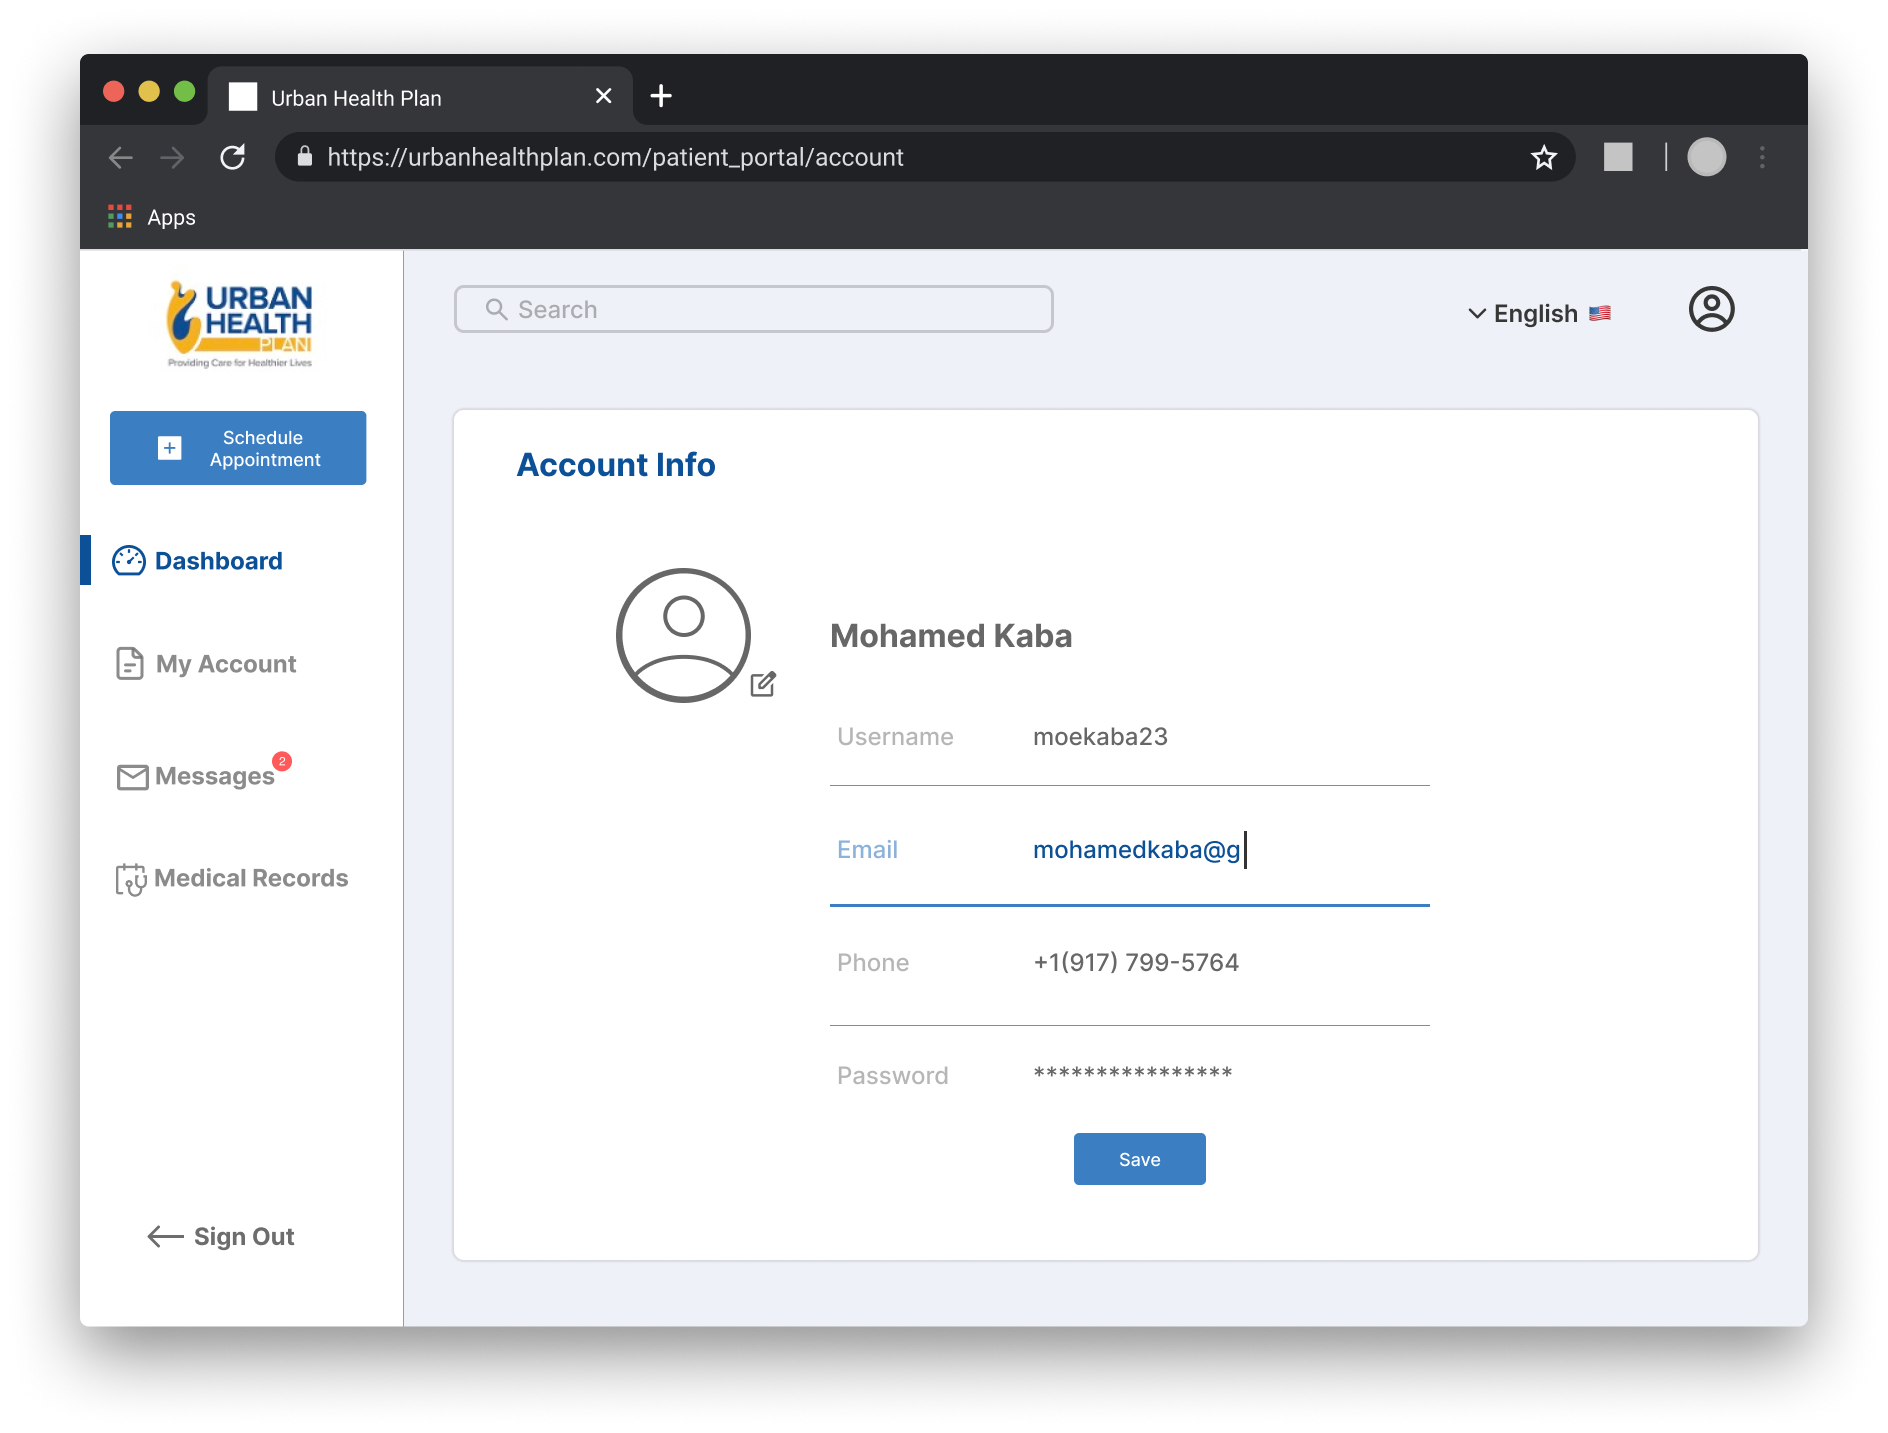 Urban Health Plan
https://urbanhealthplan.com/patient_portal/account
Apps
URBAN
HEALTH
PLAN
Providing Care for Healthier Lives
Search
English
Schedule
Appointment
Dashboard
My Account
Messages 2
Medical Records
Sign Out
Account Info
Mohamed Kaba
Username moekaba23
Email mohamedkaba@g
Phone +1(917) 799-5764
Password ****************
Save